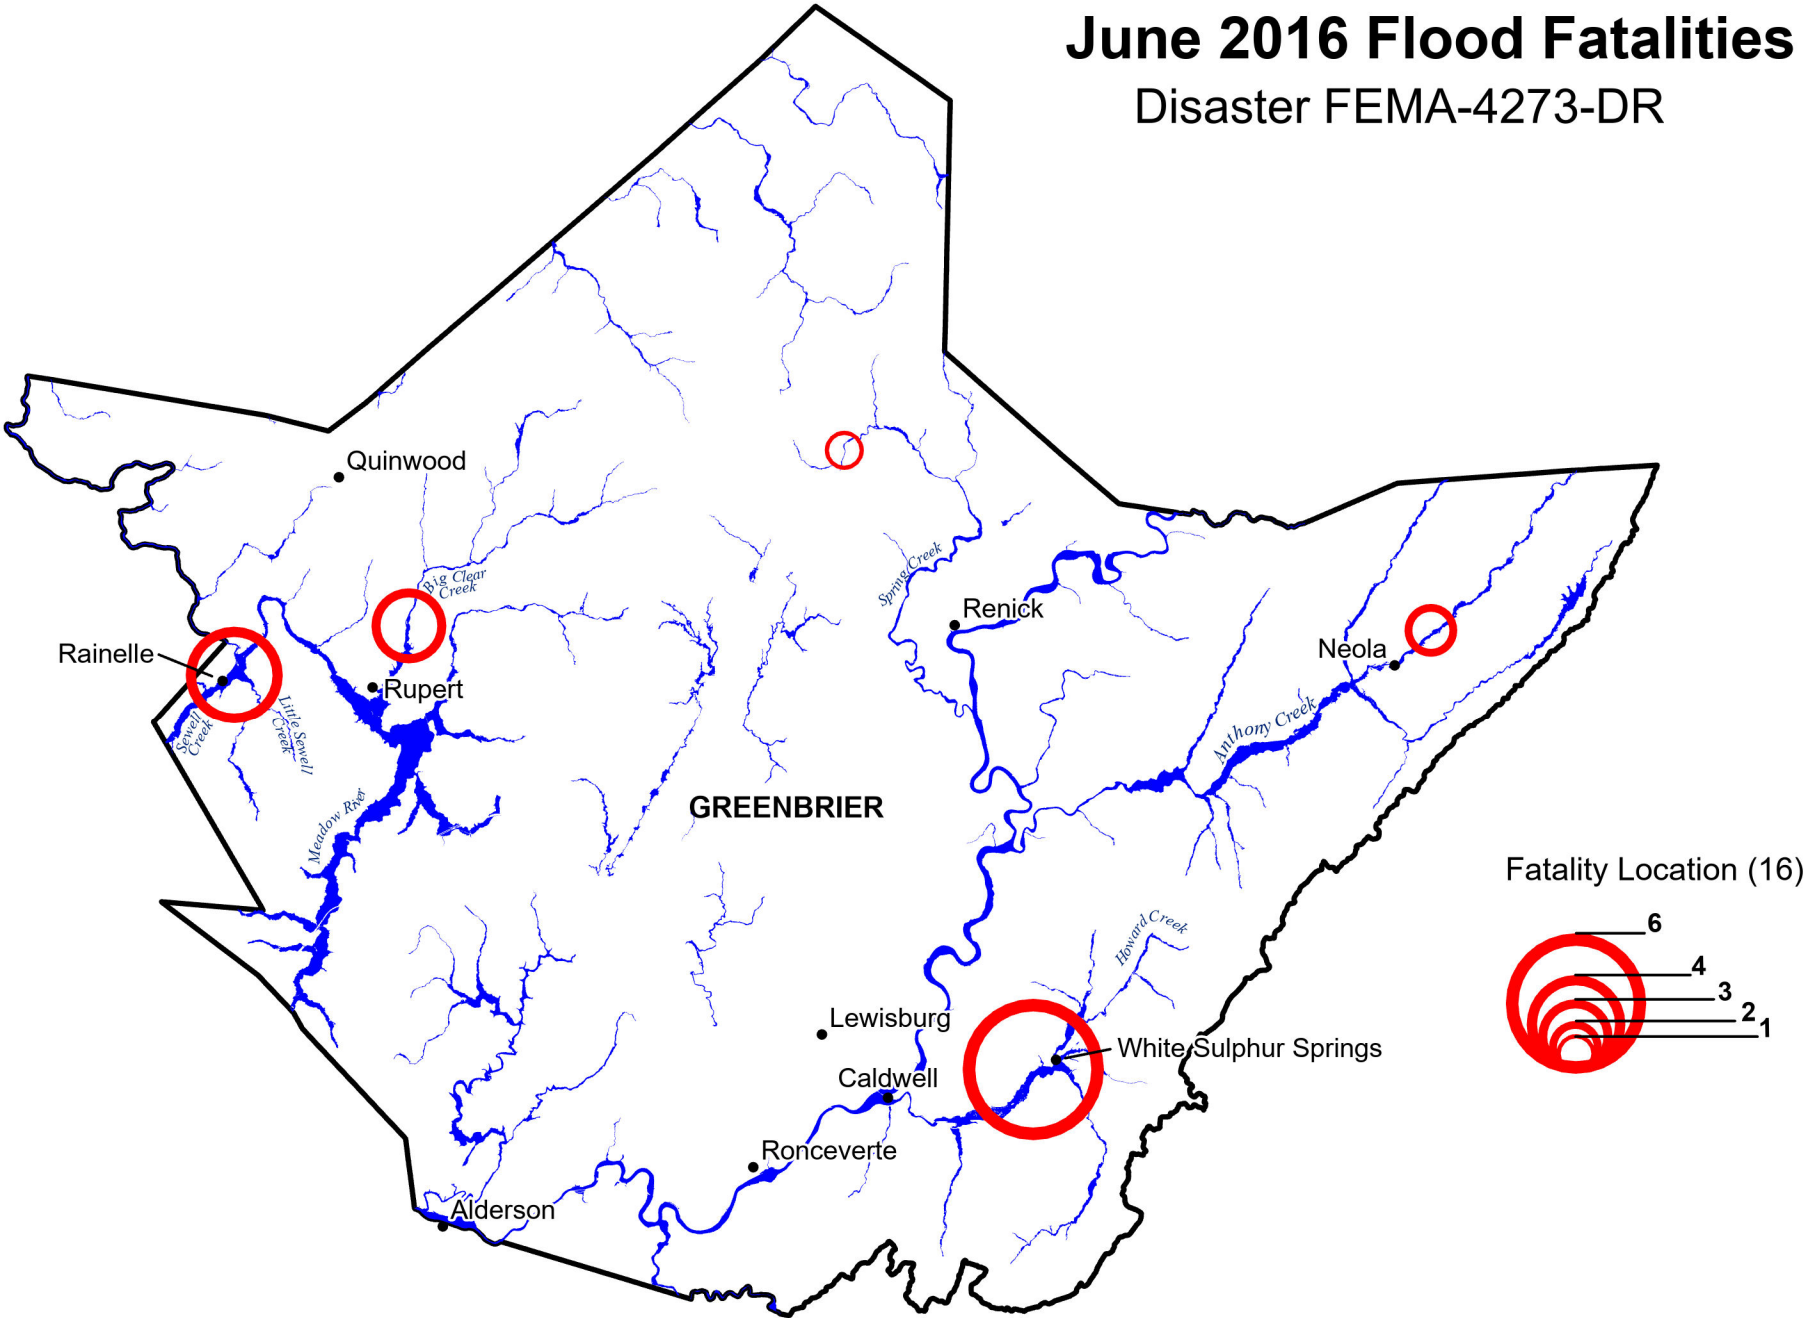 June 2016 Flood Fatalities
Disaster FEMA-4273-DR
Quinwood
Big Clear
Creek
Spring Creek
Renick
Rainelle
Neola
Rupert
Sewell
Creek
Little Sewell
Creek
Anthony Creek
Meadow River
GREENBRIER
Fatality Location (16)
6
4
3
2
1
Howard Creek
Lewisburg
White Sulphur Springs
Caldwell
Ronceverte
Alderson